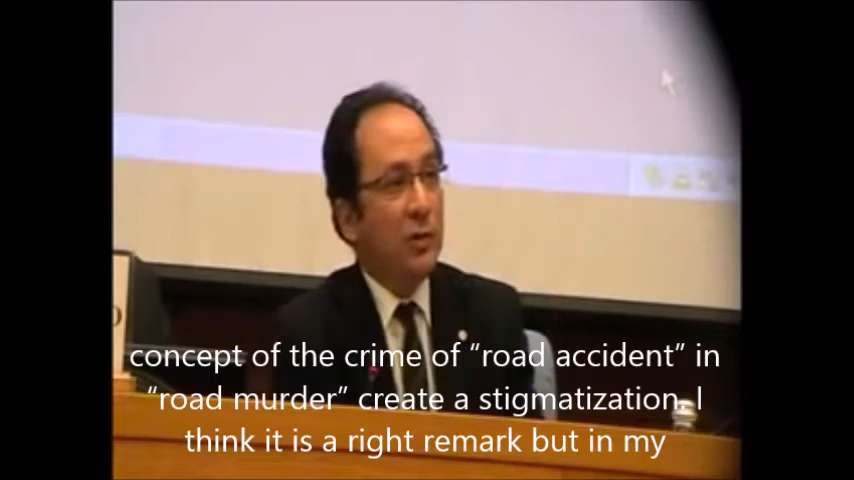 concept of the crime of “road accident” in
“road murder” create a stigmatization. I
think it is a right remark but in my